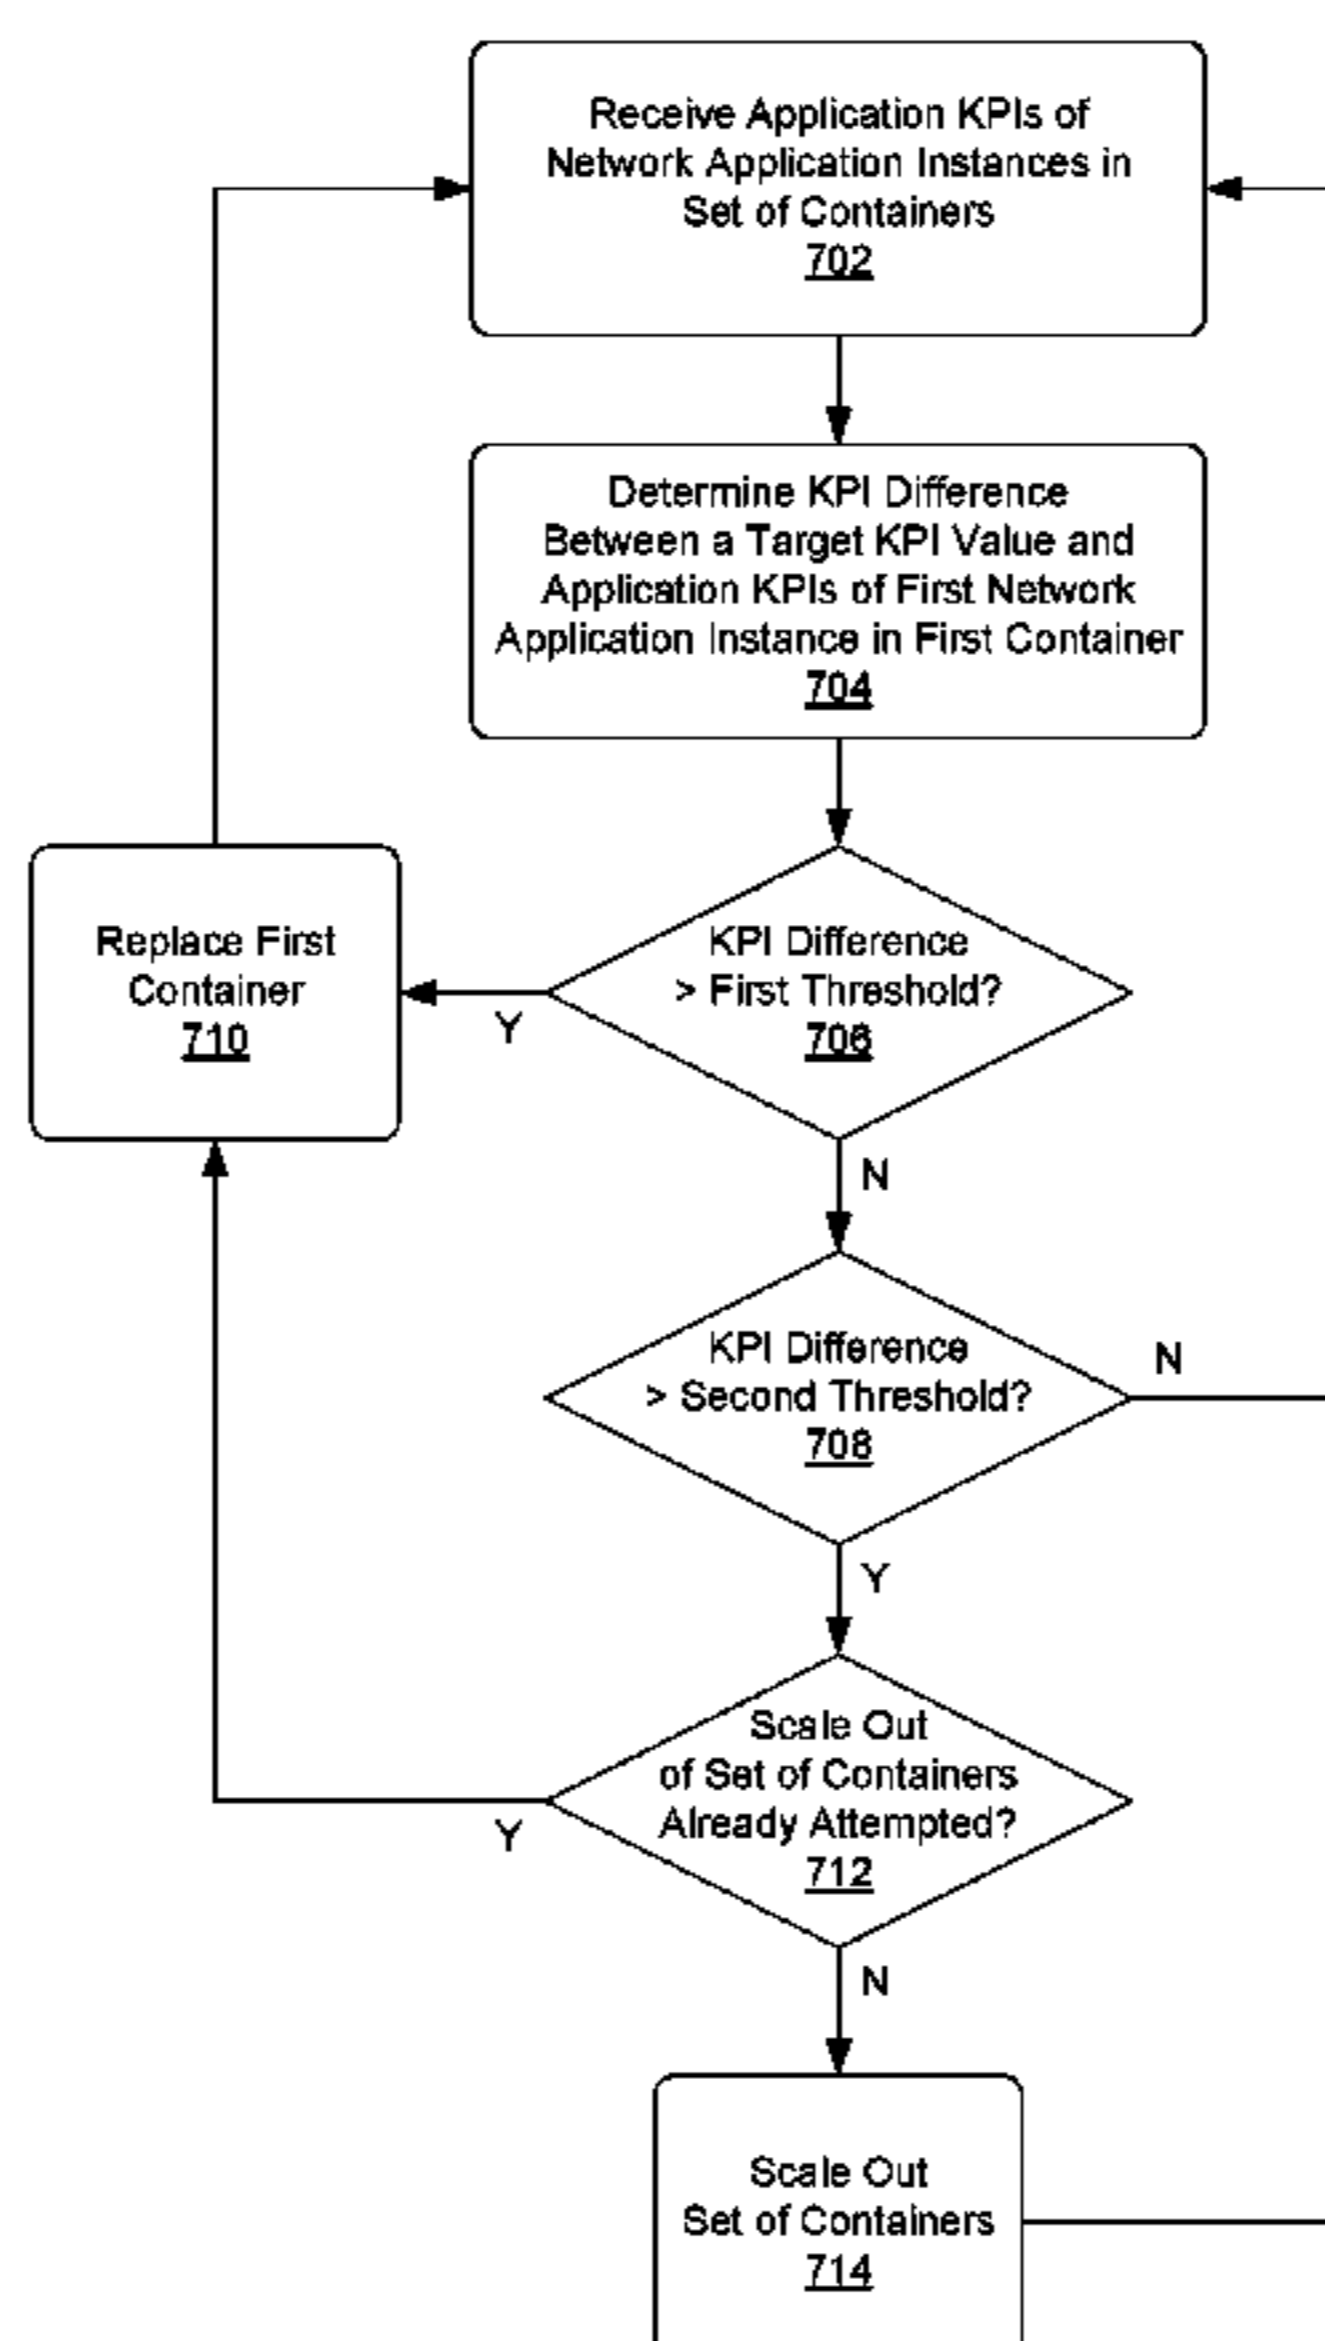 Receive Application KPIs of
Network Application Instances in
Set of Containers
702
Determine KPI Difference
Between a Target KPI Value and
Application KPIs of First Network
Application Instance in First Container
704
KPI Difference
> First Threshold?
706
Y
Replace First
Container
710
N
KPI Difference
> Second Threshold?
708
N
Y
Scale Out
of Set of Containers
Already Attempted?
712
Y
N
Scale Out
Set of Containers
714